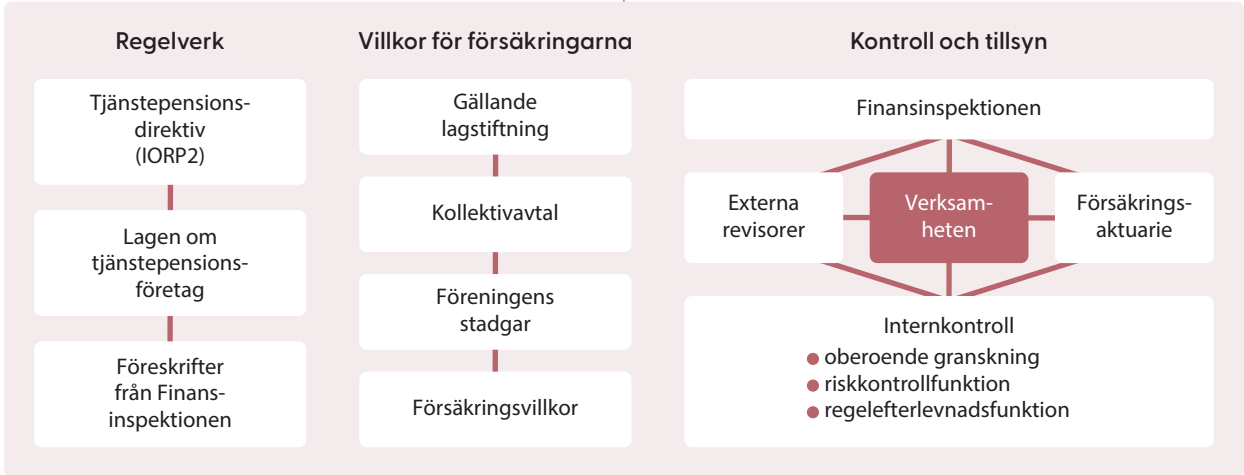 Regelverk
Tjänstepensions-
direktiv
(IORP2)
Lagen om
tjänstepensions-
företag
Föreskrifter
från Finans-
inspektionen
Villkor för försäkringarna
Gällande
lagstiftning
Kollektivavtal
Föreningens
stadgar
Försäkringsvillkor
Kontroll och tillsyn
Finansinspektionen
Externa
revisorer
Verksam-
heten
Försäkrings-
aktuarie
Internkontroll
oberoende granskning
riskkontrollfunktion
regelefterlevnadsfunktion